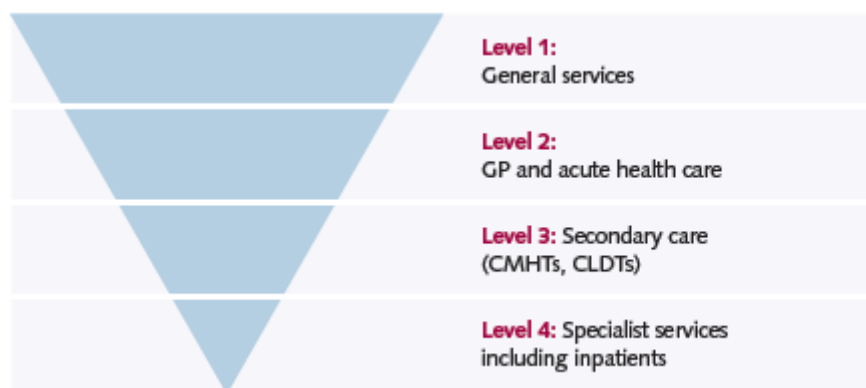 Level 1:
General services
Level 2:
GP and acute health care
Level 3: Secondary care
(CMHTs, CLDTs)
Level 4: Specialist services
including inpatients